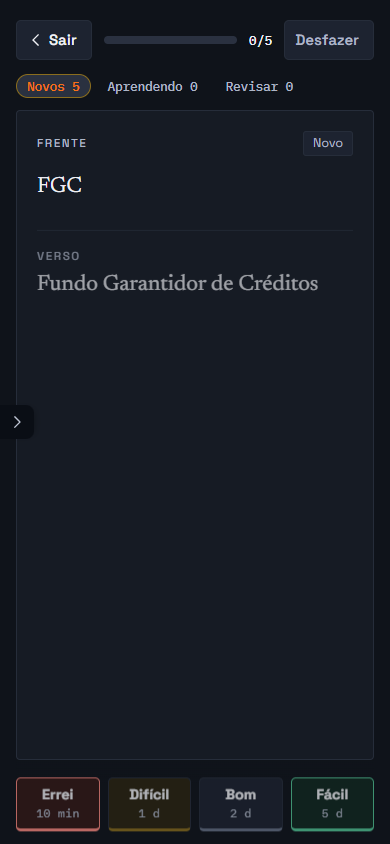 Sair
0/5
Desfazer
Novos 5
Aprendendo 0
Revisar 0
FRENTE
Novo
FGC
VERSO
Fundo Garantidor de Créditos
Errei
10 min
Difícil
1 d
Bom
2 d
Fácil
5 d